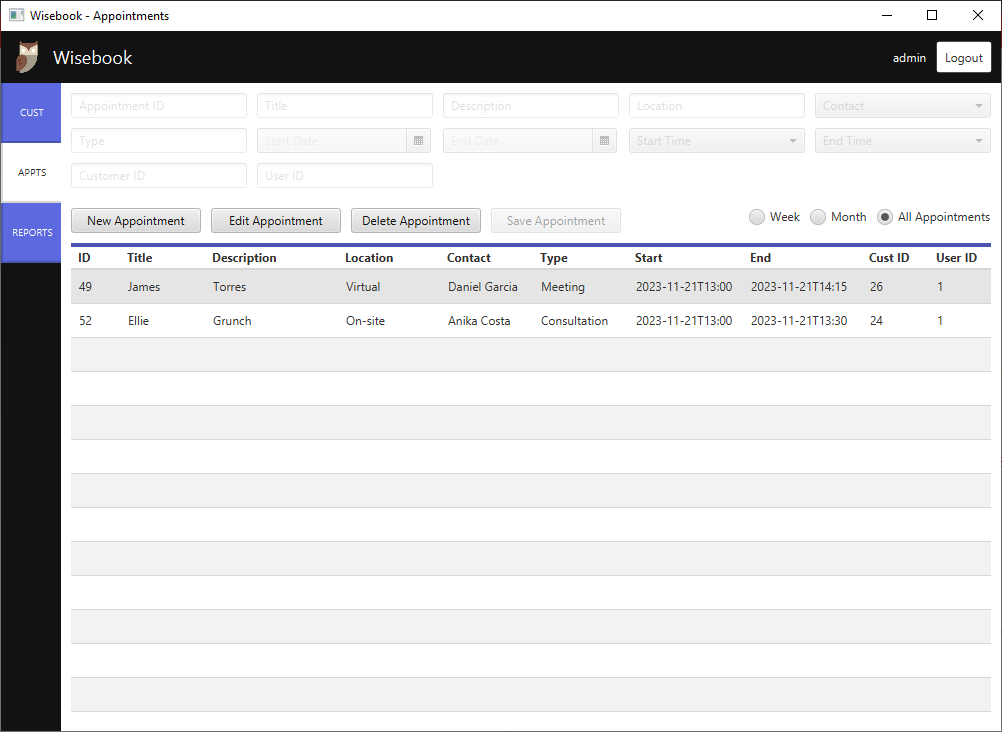 Wisebook - Appointments
Wisebook admin Logout
CUST
APPTS
REPORTS
Appointment ID Title Description Location Contact
Type Start Date End Date Start Time End Time
Customer ID User ID
New Appointment Edit Appointment Delete Appointment Save Appointment Week Month All Appointments
ID Title Description Location Contact Type Start End Cust ID User ID
49 James Torres Virtual Daniel Garcia Meeting 2023-11-21T13:00 2023-11-21T14:15 26 1
52 Ellie Grunch On-site Anika Costa Consultation 2023-11-21T13:00 2023-11-21T13:30 24 1